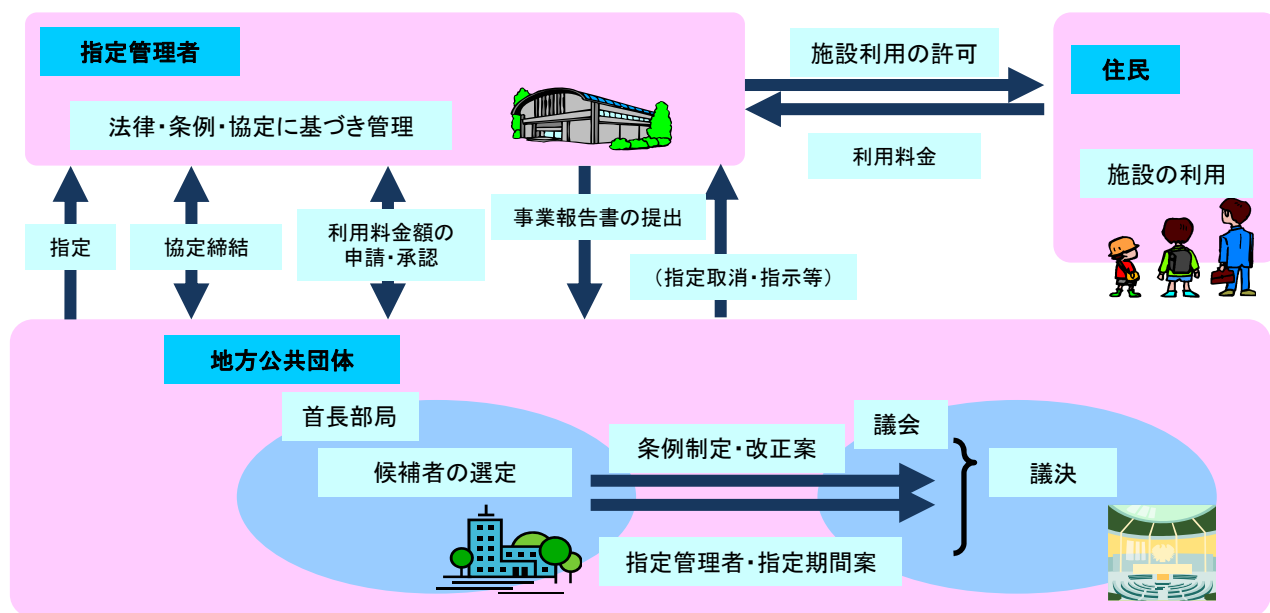 指定管理者
法律・条例・協定に基づき管理
施設利用の許可
利用料金
住民
施設の利用
指定
協定締結
利用料金額の
申請・承認
事業報告書の提出
（指定取消・指示等）
地方公共団体
首長部局
候補者の選定
条例制定・改正案
指定管理者・指定期間案
議会
議決